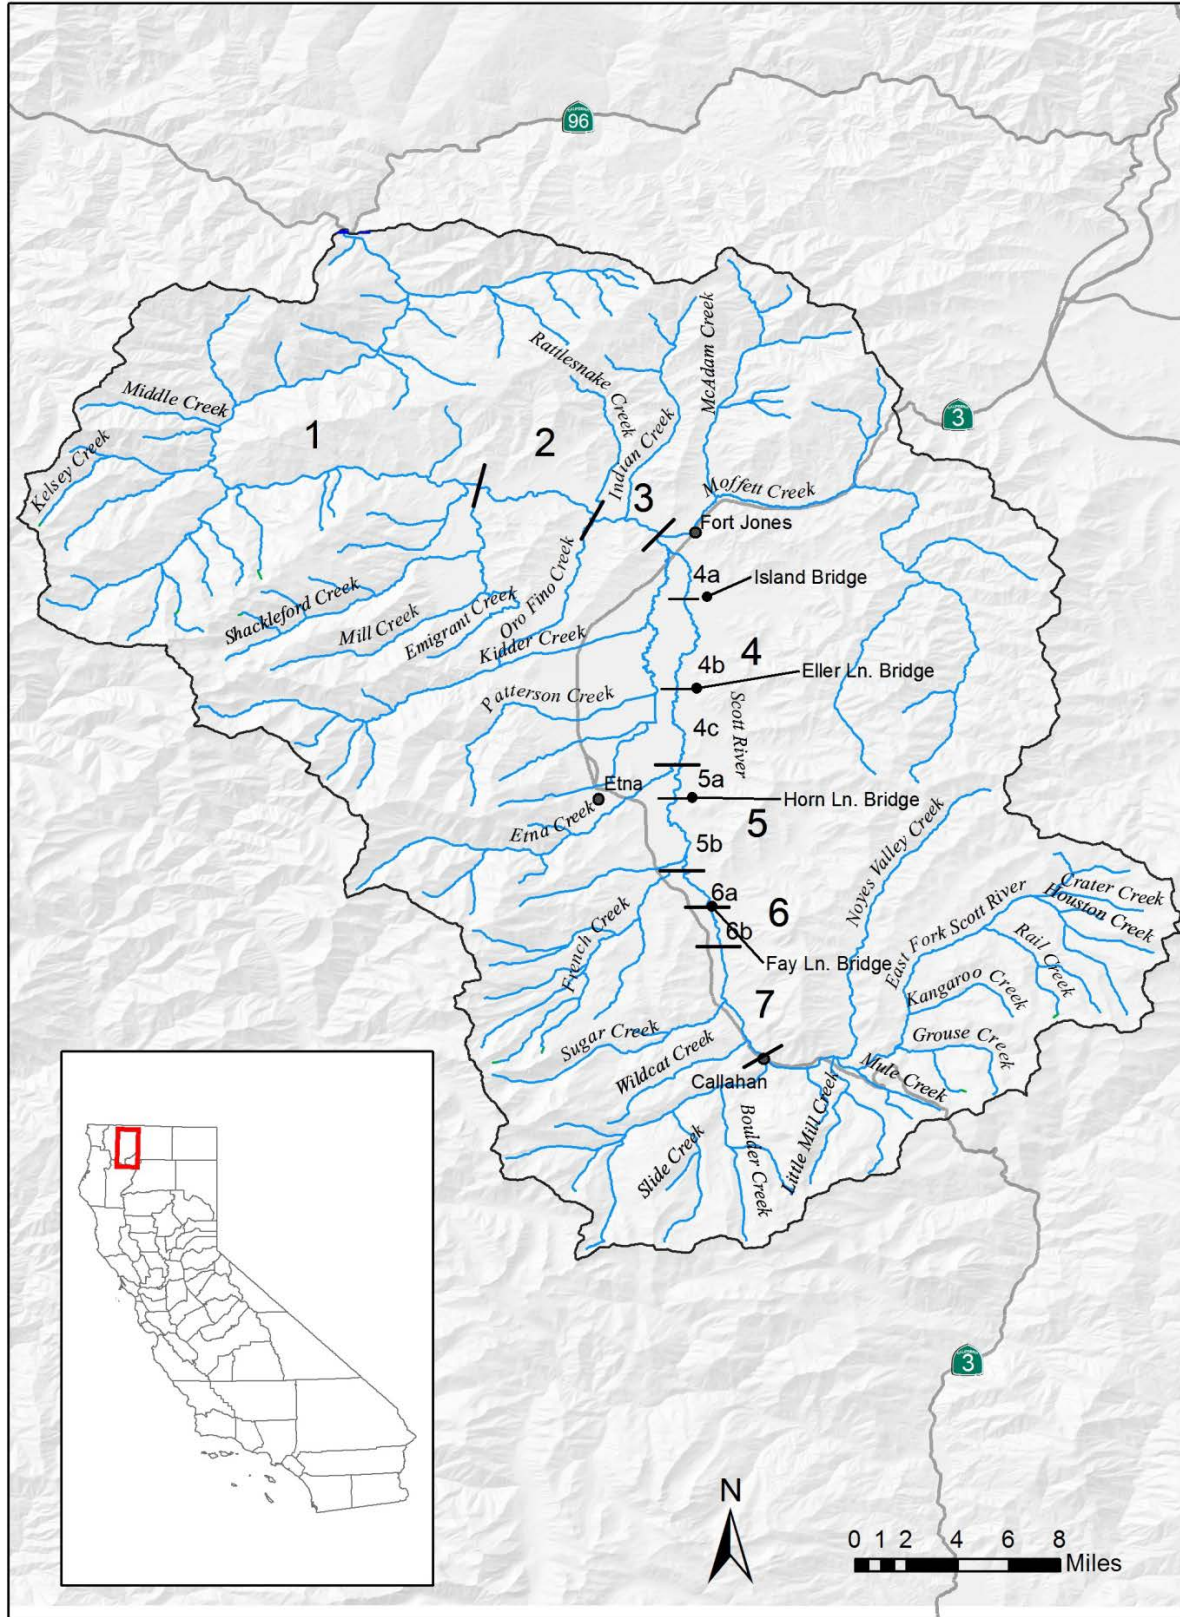 CALIFORNIA
96
Rattlesnake Creek
McAdam Creek
Middle Creek
CALIFORNIA
3
1
2
Indian Creek
Kelsey Creek
3
Moffett Creek
Fort Jones
4a
Island Bridge
Shackleford Creek
Mill Creek
Emigrant Creek
Oro Fino Creek
Kidder Creek
4
4b
Eller Ln. Bridge
Patterson Creek
Scott River
4c
5a
Etna
Horn Ln. Bridge
Etna Creek
5
5b
Noyes Valley Creek
6a
6
Crater Creek
Houston Creek
East Fork Scott River
6b
Rail Creek
French Creek
Fay Ln. Bridge
Kangaroo Creek
7
Sugar Creek
Grouse Creek
Wildcat Creek
Callahan
Mule Creek
Little Mill Creek
Boulder Creek
Slide Creek
CALIFORNIA
3
N
0 1 2 4 6 8
Miles